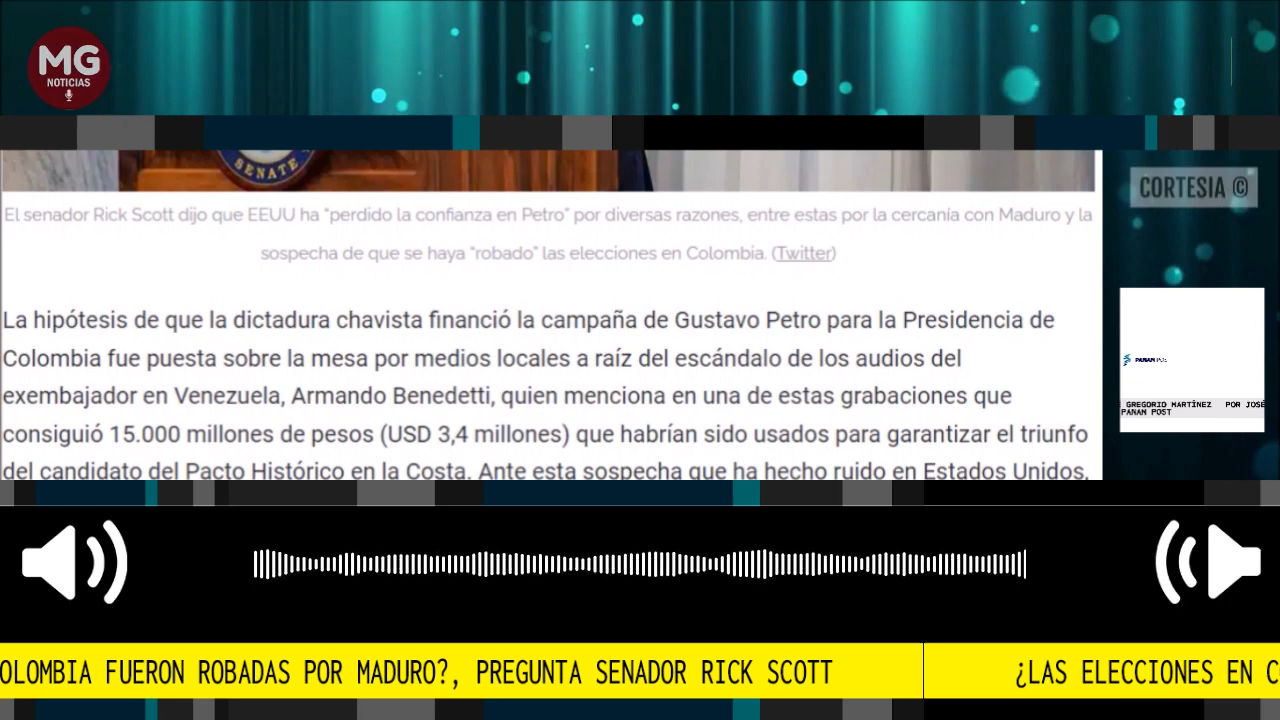 MG
NOTICIAS
SENATE
CORTESIA ©
El senador Rick Scott dijo que EEUU ha “perdido la confianza en Petro” por diversas razones, entre estas por la cercanía con Maduro y la
sospecha de que se haya “robado” las elecciones en Colombia. (Twitter)
La hipótesis de que la dictadura chavista financió la campaña de Gustavo Petro para la Presidencia de
Colombia fue puesta sobre la mesa por medios locales a raíz del escándalo de los audios del
exembajador en Venezuela, Armando Benedetti, quien menciona en una de estas grabaciones que
consiguió 15.000 millones de pesos (USD 3,4 millones) que habrían sido usados para garantizar el triunfo
del candidato del Pacto Histórico en la Costa. Ante esta sospecha que ha hecho ruido en Estados Unidos,
PANAM POST
GREGORIO MARTÍNEZ POR JOSÉ
PANAM POST
OLOMBIA FUERON ROBADAS POR MADURO?, PREGUNTA SENADOR RICK SCOTT
¿LAS ELECCIONES EN C